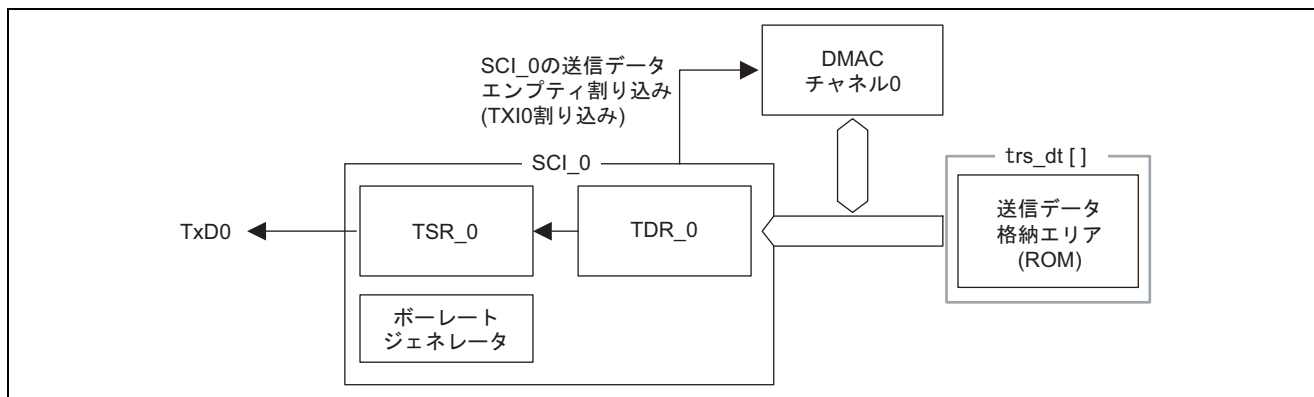 DMAC
チャネル0
SCI_0の送信データ
エンプティ割り込み
(TXI0割り込み)
SCI_0
trs_dt [ ]
TxD0
TSR_0
TDR_0
送信データ
格納エリア
(ROM)
ボーレート
ジェネレータ